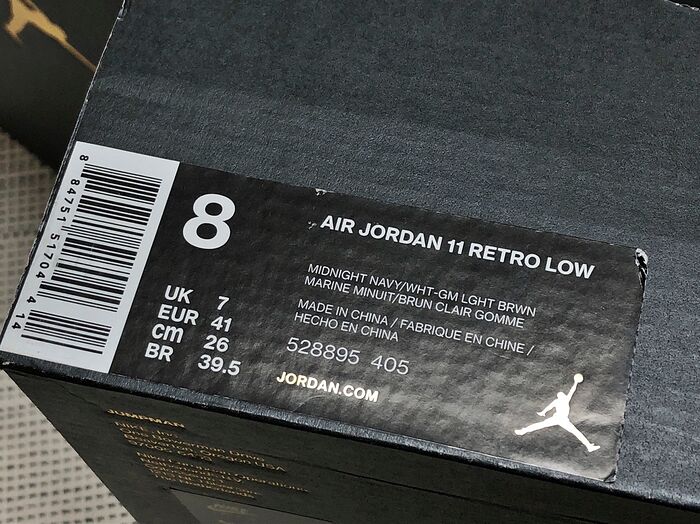 8 84751 51704 4 14
8
AIR JORDAN 11 RETRO LOW
UK 7
EUR 41
cm 26
BR 39.5
MIDNIGHT NAVY/WHT-GM LGHT BRWN
MARINE MINUIT/BRUN CLAIR GOMME
MADE IN CHINA / FABRIQUE EN CHINE /
HECHO EN CHINA
528895 405
JORDAN.COM
JUMPMAN